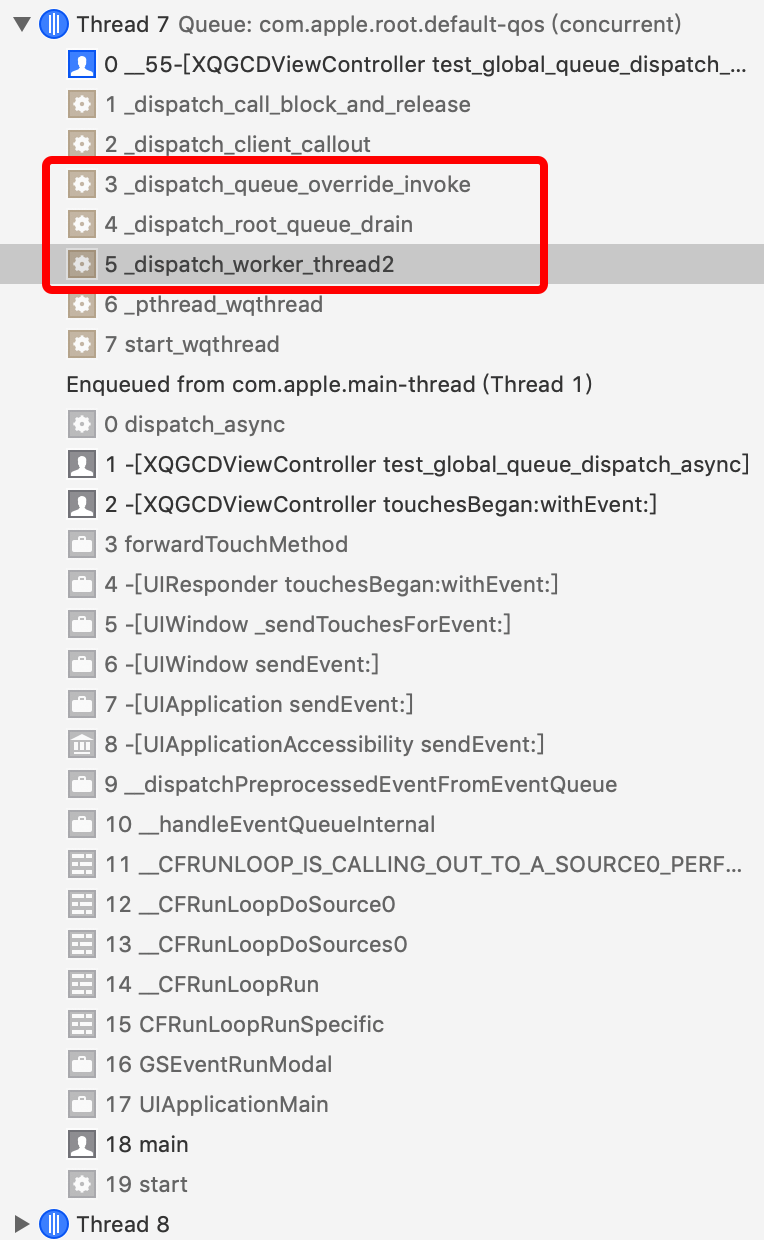 Thread 7 Queue: com.apple.root.default-qos (concurrent)
0 __55-[XQGCDViewController test_global_queue_dispatch_...
1 _dispatch_call_block_and_release
2 _dispatch_client_callout
3 _dispatch_queue_override_invoke
4 _dispatch_root_queue_drain
5 _dispatch_worker_thread2
6 _pthread_wqthread
7 start_wqthread
Enqueued from com.apple.main-thread (Thread 1)
0 dispatch_async
1 -[XQGCDViewController test_global_queue_dispatch_async]
2 -[XQGCDViewController touchesBegan:withEvent:]
3 forwardTouchMethod
4 -[UIResponder touchesBegan:withEvent:]
5 -[UIWindow _sendTouchesForEvent:]
6 -[UIWindow sendEvent:]
7 -[UIApplication sendEvent:]
8 -[UIApplicationAccessibility sendEvent:]
9 __dispatchPreprocessedEventFromEventQueue
10 __handleEventQueueInternal
11 __CFRUNLOOP_IS_CALLING_OUT_TO_A_SOURCE0_PERF...
12 __CFRunLoopDoSource0
13 __CFRunLoopDoSources0
14 __CFRunLoopRun
15 CFRunLoopRunSpecific
16 GSEventRunModal
17 UIApplicationMain
18 main
19 start
Thread 8